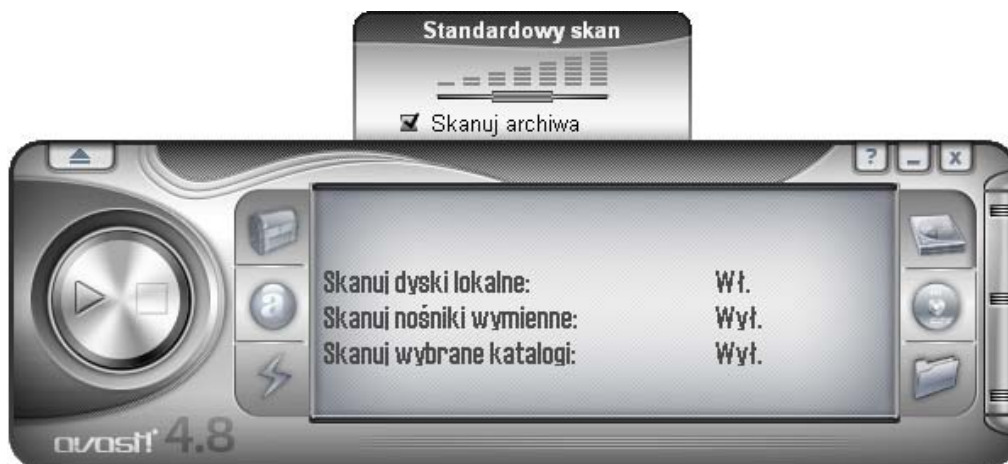 Standardowy skan
Skanuj archiwa
? _ x
Skanuj dyski lokalne: Wł.
Skanuj nośniki wymienne: Wył.
Skanuj wybrane katalogi: Wył.
a
avast! 4.8